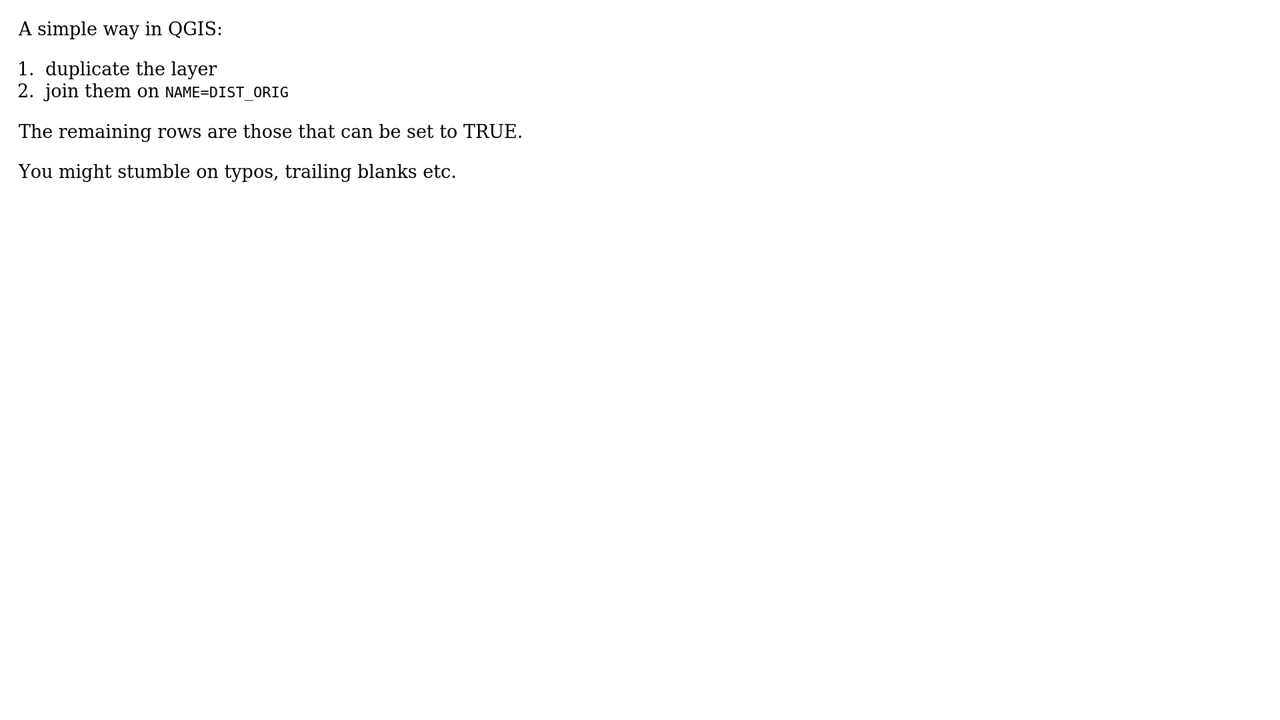 A simple way in QGIS:
1. duplicate the layer
2. join them on NAME=DIST_ORIG
The remaining rows are those that can be set to TRUE.
You might stumble on typos, trailing blanks etc.